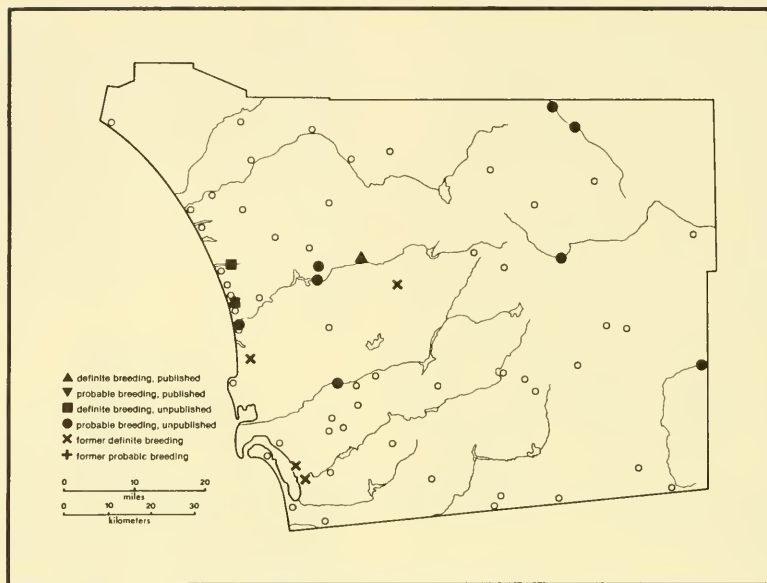 definite breeding, published
probable breeding, published
definite breeding, unpublished
probable breeding, unpublished
former definite breeding
former probable breeding
0 10 20
miles
0 10 20 30
kilometers